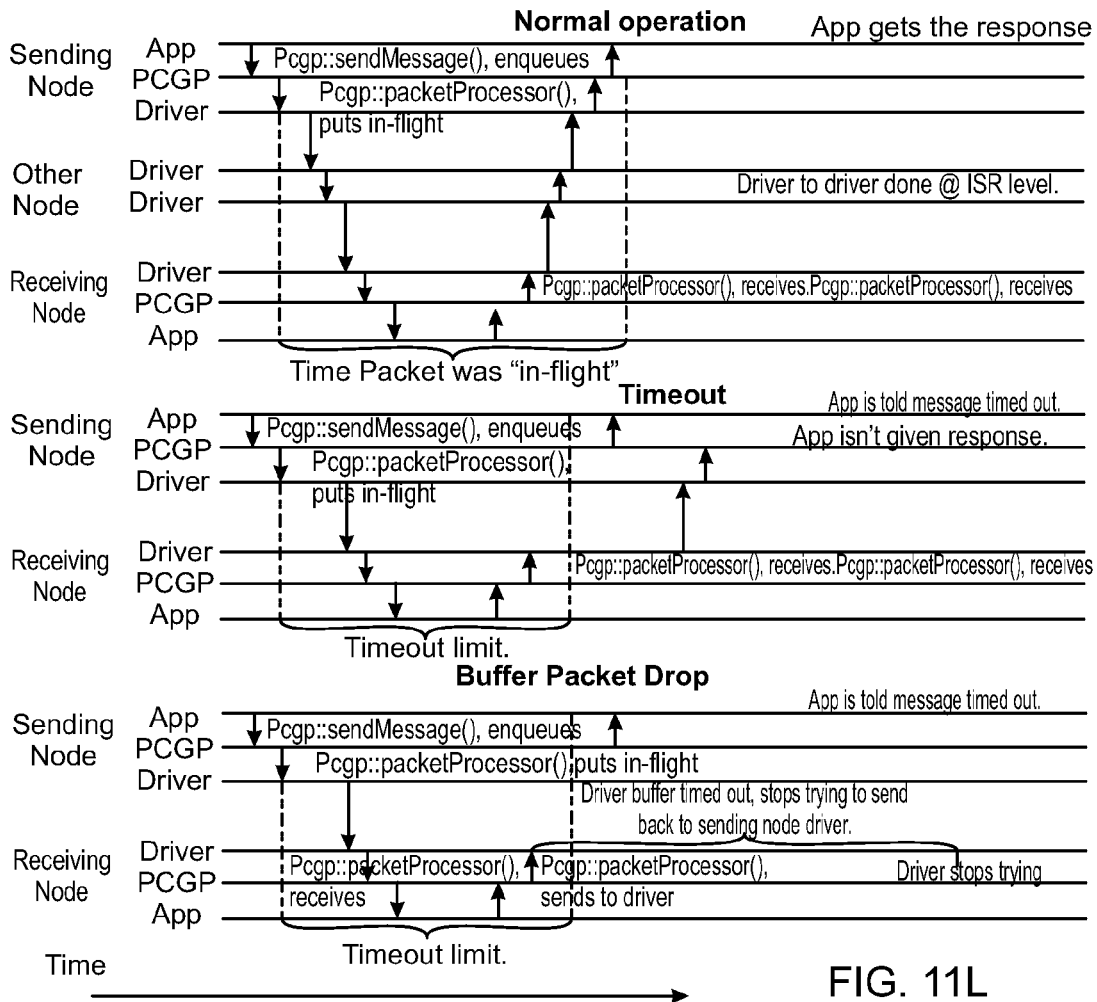 Normal operation
App gets the response
Sending
Node
App
PCGP
Driver
Pcgp::sendMessage(), enqueues
Pcgp::packetProcessor(),
puts in-flight
Other
Node
Driver
Driver
Driver to driver done @ ISR level.
Receiving
Node
Driver
PCGP
App
Pcgp::packetProcessor(), receives.Pcgp::packetProcessor(), receives
Time Packet was “in-flight”
Timeout
App is told message timed out.
App isn’t given response.
Sending
Node
App
PCGP
Driver
Pcgp::sendMessage(), enqueues
Pcgp::packetProcessor(),
puts in-flight
Receiving
Node
Driver
PCGP
App
Pcgp::packetProcessor(), receives.Pcgp::packetProcessor(), receives
Timeout limit.
Buffer Packet Drop
App is told message timed out.
Sending
Node
App
PCGP
Driver
Pcgp::sendMessage(), enqueues
Pcgp::packetProcessor(),puts in-flight
Driver buffer timed out, stops trying to send
back to sending node driver.
Receiving
Node
Driver
PCGP
App
Pcgp::packetProcessor(),
receives
Pcgp::packetProcessor(),
sends to driver
Driver stops trying
Timeout limit.
Time
FIG. 11L